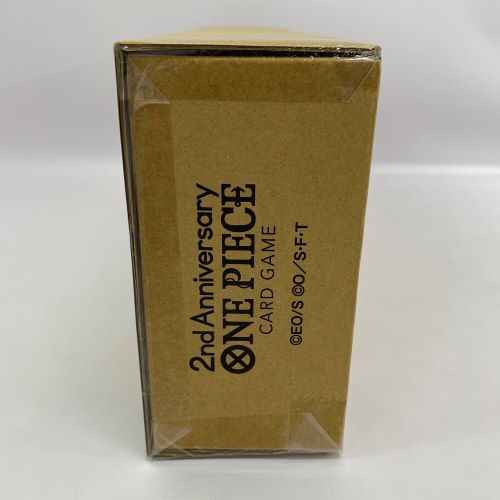 2nd Anniversary
ONE PIECE
CARD GAME
©EO/S ©O/S·F·T